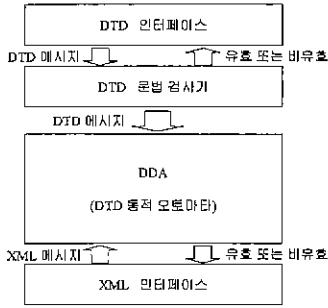 DTD 인터페이스
DTD 메시지
유효 또는 비유효
DTD 문법 검사기
DTD 메시지
DDA
(DTD 동적 오토마타)
XML 메시지
유효 또는 비유효
XML 인터페이스